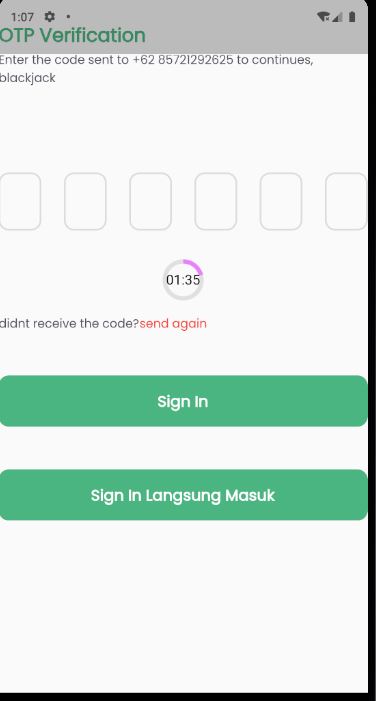 1:07
OTP Verification
Enter the code sent to +62 85721292625 to continues,
blackjack
01:35
didnt receive the code?send again
Sign In
Sign In Langsung Masuk